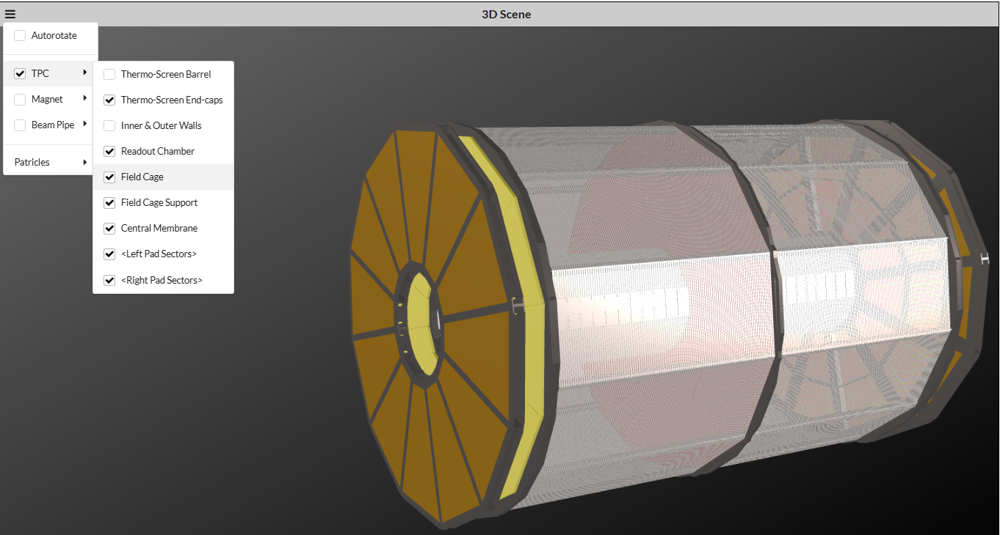 3D Scene
Autorotate
TPC
Magnet
Beam Pipe
Patricles
Thermo-Screen Barrel
Thermo-Screen End-caps
Inner & Outer Walls
Readout Chamber
Field Cage
Field Cage Support
Central Membrane
<Left Pad Sectors>
<Right Pad Sectors>